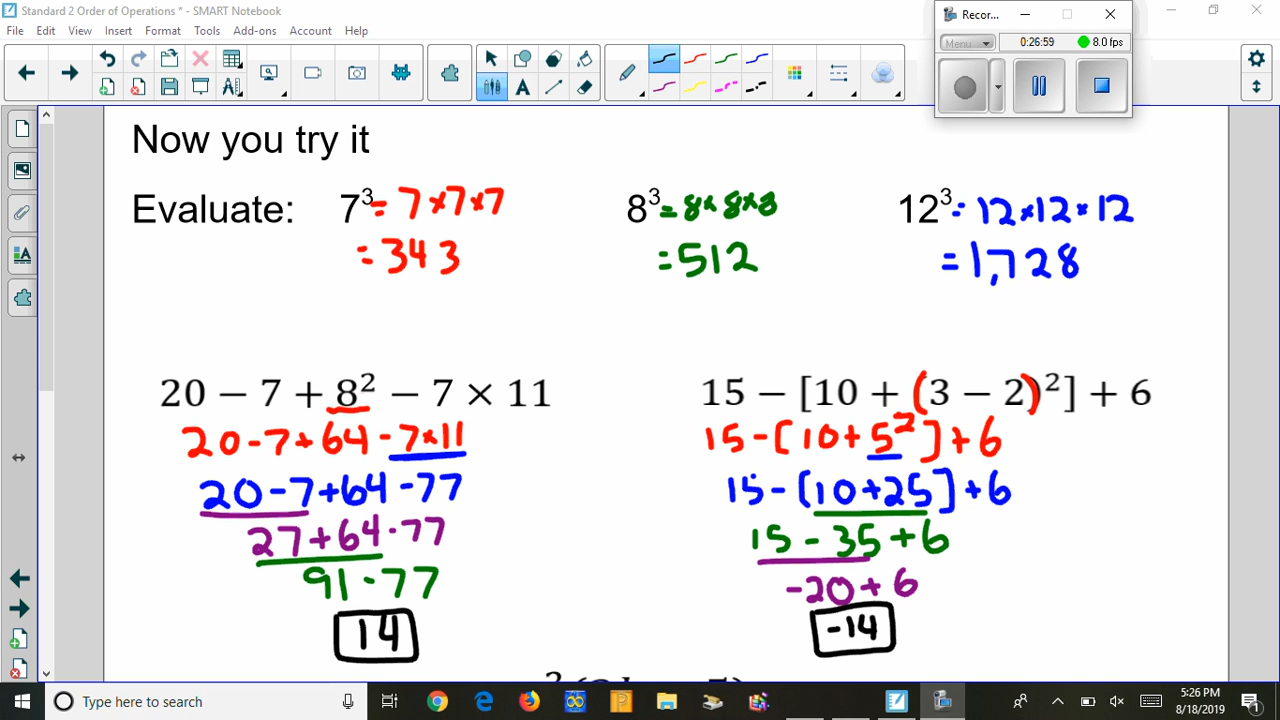 Standard 2 Order of Operations * - SMART Notebook
Recor...
File Edit View Insert Format Tools Add-ons Account Help
Menu 0:26:59 8.0 fps
Now you try it
Evaluate: 7³ = 7×7×7 8³ = 8×8×8 12³ = 12×12×12
= 343 = 512 = 1,728
20 − 7 + 8² − 7 × 11 15 − [10 + (3 − 2)²] + 6
20-7+64-7×11 15-[10+5²]+6
20-7+64-77 15-[10+25]+6
27+64-77 15-35+6
91-77 -20+6
14 -14
Type here to search
5:26 PM
8/18/2019